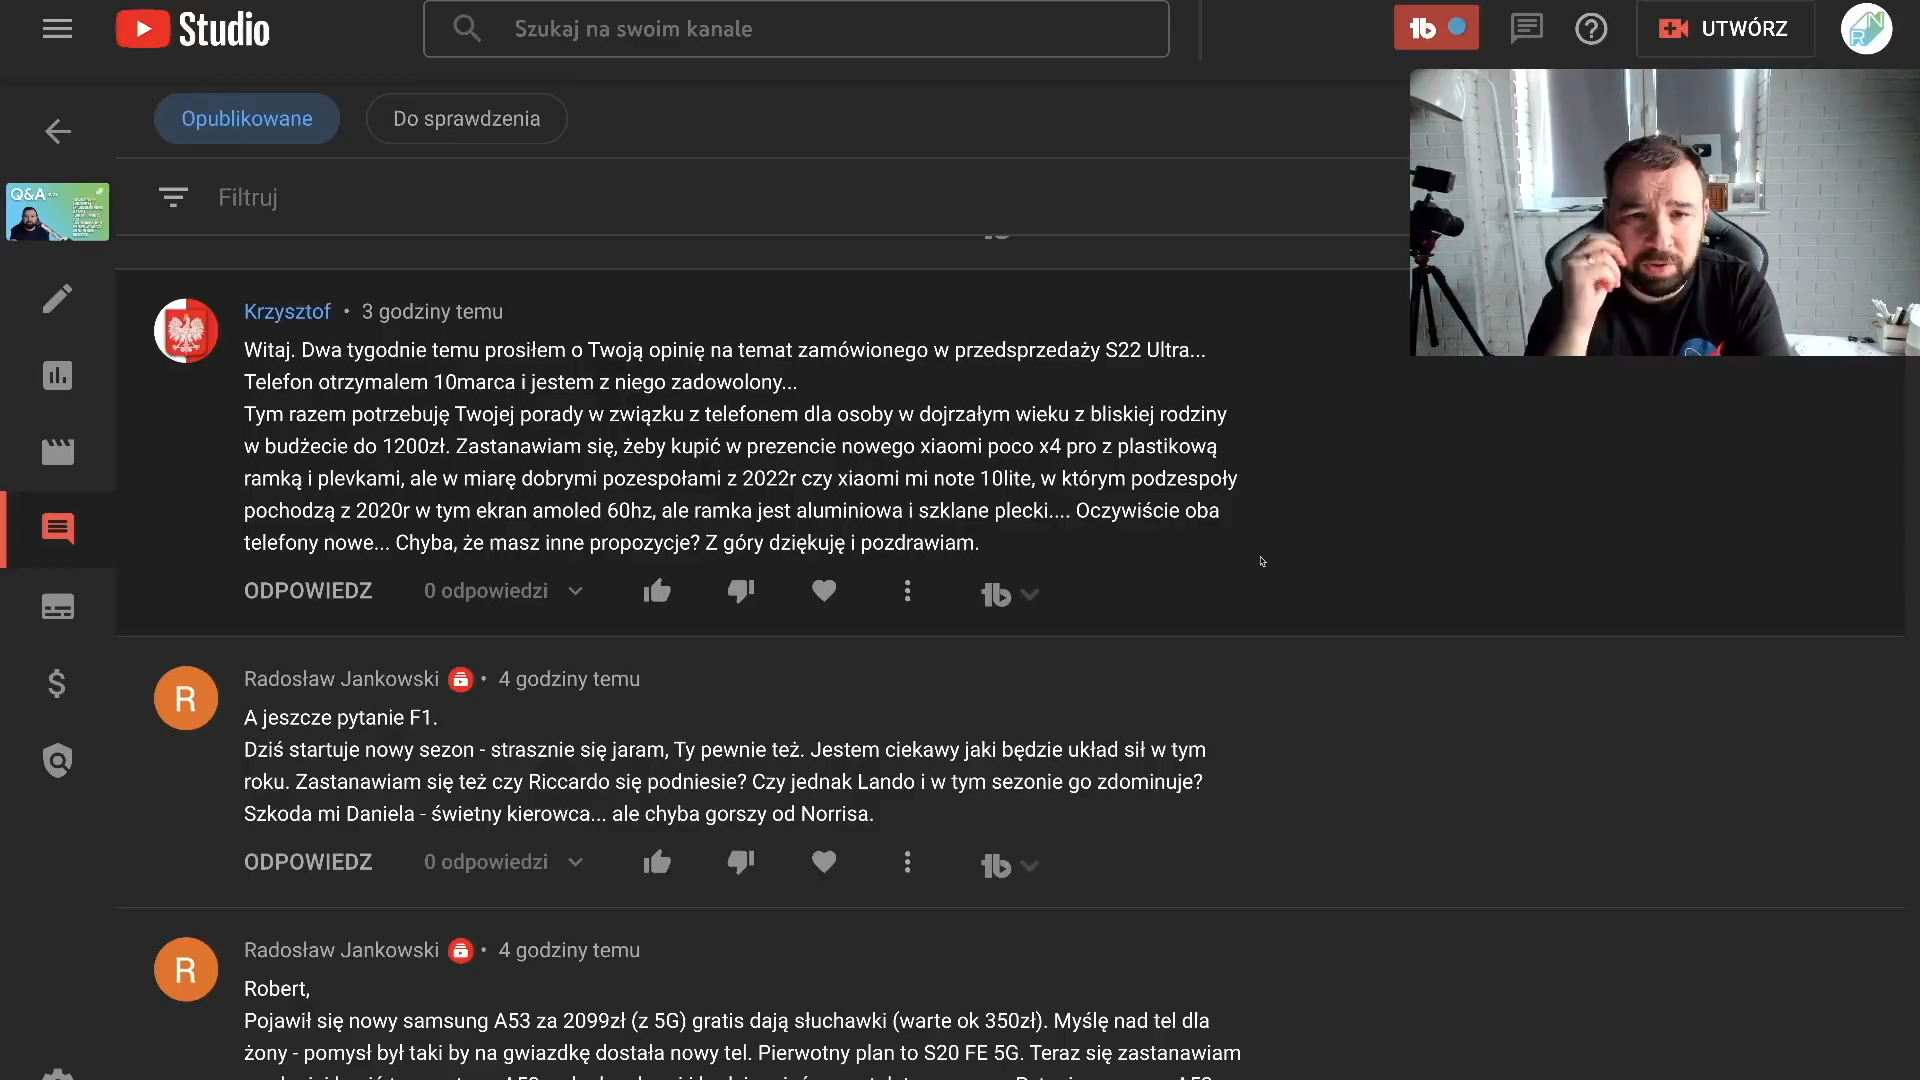 Studio
Szukaj na swoim kanale
UTWÓRZ
Opublikowane
Do sprawdzenia
Filtruj
Q&A
Krzysztof • 3 godziny temu
Witaj. Dwa tygodnie temu prosiłem o Twoją opinię na temat zamówionego w przedsprzedaży S22 Ultra...
Telefon otrzymalem 10marca i jestem z niego zadowolony...
Tym razem potrzebuję Twojej porady w związku z telefonem dla osoby w dojrzałym wieku z bliskiej rodziny
w budżecie do 1200zł. Zastanawiam się, żeby kupić w prezencie nowego xiaomi poco x4 pro z plastikową
ramką i plevkami, ale w miarę dobrymi pozespołami z 2022r czy xiaomi mi note 10lite, w którym podzespoły
pochodzą z 2020r w tym ekran amoled 60hz, ale ramka jest aluminiowa i szklane plecki.... Oczywiście oba
telefony nowe... Chyba, że masz inne propozycje? Z góry dziękuję i pozdrawiam.
ODPOWIEDZ
0 odpowiedzi
R
Radosław Jankowski • 4 godziny temu
A jeszcze pytanie F1.
Dziś startuje nowy sezon - strasznie się jaram, Ty pewnie też. Jestem ciekawy jaki będzie układ sił w tym
roku. Zastanawiam się też czy Riccardo się podniesie? Czy jednak Lando i w tym sezonie go zdominuje?
Szkoda mi Daniela - świetny kierowca... ale chyba gorszy od Norrisa.
ODPOWIEDZ
0 odpowiedzi
R
Radosław Jankowski • 4 godziny temu
Robert,
Pojawił się nowy samsung A53 za 2099zł (z 5G) gratis dają słuchawki (warte ok 350zł). Myślę nad tel dla
żony - pomysł był taki by na gwiazdkę dostała nowy tel. Pierwotny plan to S20 FE 5G. Teraz się zastanawiam